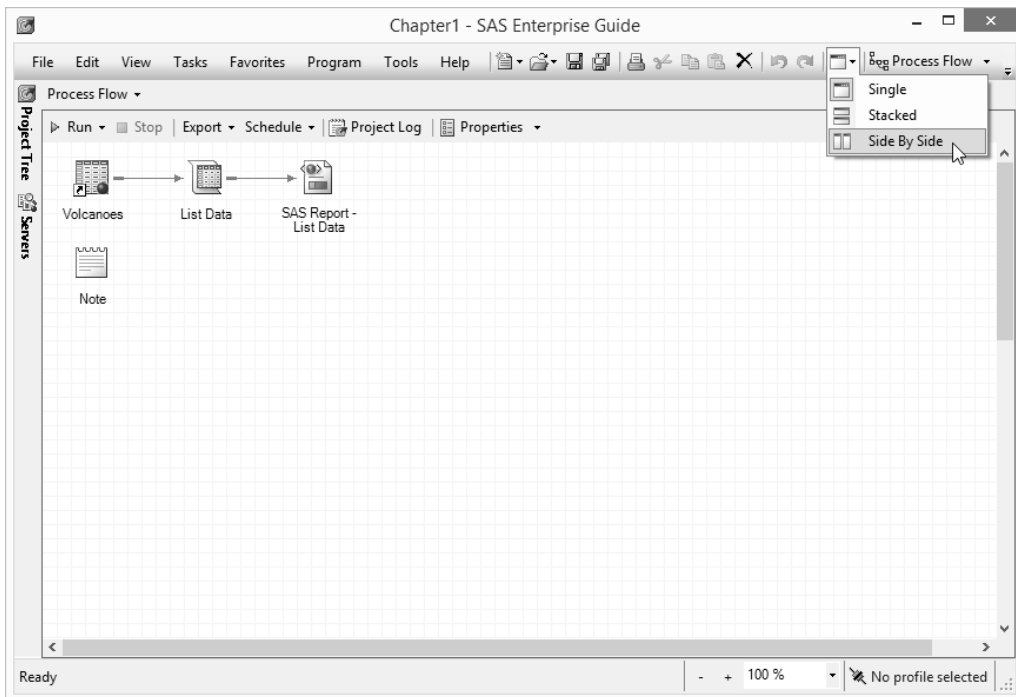 Chapter1 - SAS Enterprise Guide
File Edit View Tasks Favorites Program Tools Help Process Flow
Process Flow
Single
Stacked
Side By Side
Run Stop Export Schedule Project Log Properties
Project Tree
Servers
Volcanoes
List Data
SAS Report -
List Data
Note
Ready - + 100 % No profile selected